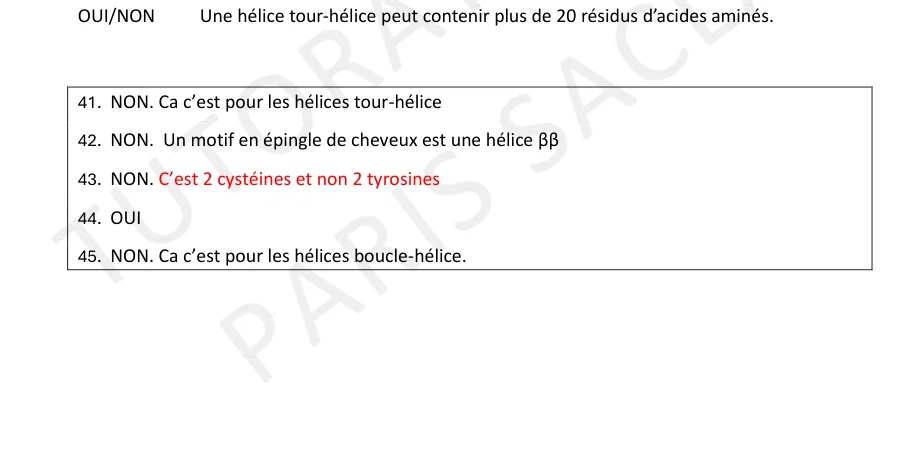 OUI/NON Une hélice tour-hélice peut contenir plus de 20 résidus d’acides aminés.
41. NON. Ca c’est pour les hélices tour-hélice
42. NON. Un motif en épingle de cheveux est une hélice ββ
43. NON. C’est 2 cystéines et non 2 tyrosines
44. OUI
45. NON. Ca c’est pour les hélices boucle-hélice.
TUTORAT
PARIS SACLA